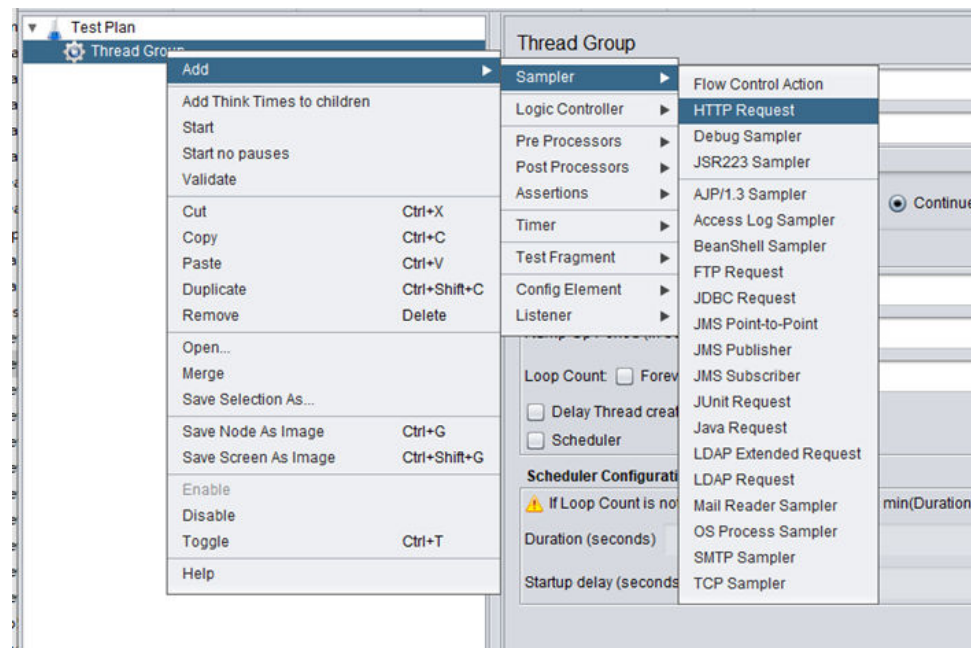 Test Plan
Thread Group
Add
Add Think Times to children
Start
Start no pauses
Validate
Cut Ctrl+X
Copy Ctrl+C
Paste Ctrl+V
Duplicate Ctrl+Shift+C
Remove Delete
Open...
Merge
Save Selection As...
Save Node As Image Ctrl+G
Save Screen As Image Ctrl+Shift+G
Enable
Disable
Toggle Ctrl+T
Help
Thread Group
Sampler
Logic Controller
Pre Processors
Post Processors
Assertions
Timer
Test Fragment
Config Element
Listener
Flow Control Action
HTTP Request
Debug Sampler
JSR223 Sampler
AJP/1.3 Sampler
Access Log Sampler
BeanShell Sampler
FTP Request
JDBC Request
JMS Point-to-Point
JMS Publisher
JMS Subscriber
JUnit Request
Java Request
LDAP Extended Request
LDAP Request
Mail Reader Sampler
OS Process Sampler
SMTP Sampler
TCP Sampler
Continue
Loop Count: Forev
Delay Thread creat
Scheduler
Scheduler Configurati
If Loop Count is not min(Duration
Duration (seconds)
Startup delay (seconds